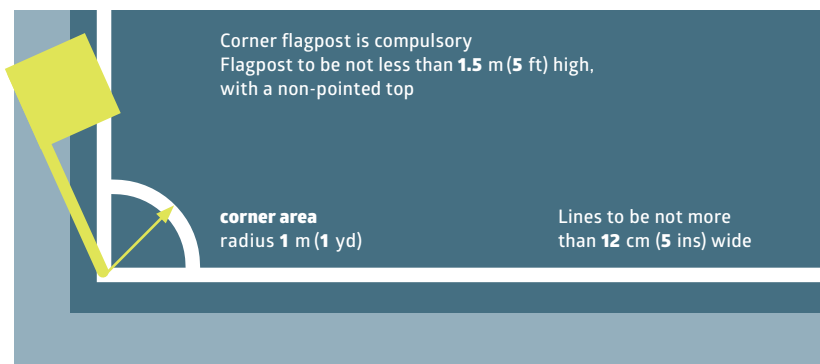 Corner flagpost is compulsory
Flagpost to be not less than 1.5 m (5 ft) high,
with a non-pointed top
corner area
radius 1 m (1 yd)
Lines to be not more
than 12 cm (5 ins) wide